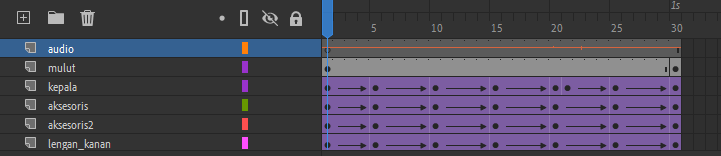 1s
5 10 15 20 25 30
audio
mulut
kepala
aksesoris
aksesoris2
lengan_kanan